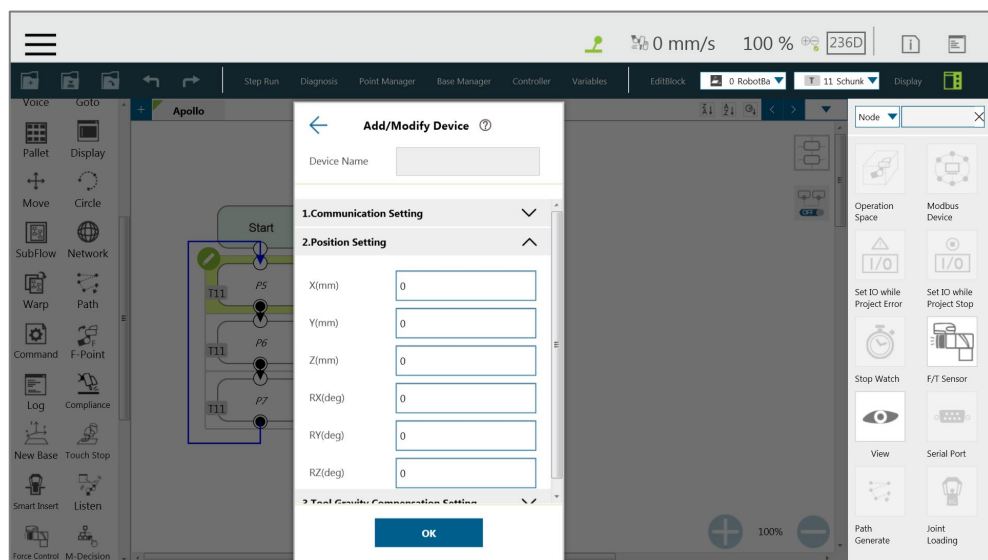 0 mm/s 100 % 236D
Step Run Diagnosis Point Manager Base Manager Controller Variables EditBlock 0 RobotBa T 11 Schunk Display
Voice Goto
Pallet Display
Move Circle
SubFlow Network
Warp Path
Command F-Point
Log Compliance
New Base Touch Stop
Smart Insert Listen
Force Control M-Decision
+ Apollo
Start
T11 P5
T11 P6
T11 P7
Add/Modify Device ?
Device Name
1.Communication Setting
2.Position Setting
X(mm) 0
Y(mm) 0
Z(mm) 0
RX(deg) 0
RY(deg) 0
RZ(deg) 0
3.Tool Gravity Compensation Setting
OK
OFF
100%
Node
Operation Space
Modbus Device
I/O
I/O
Set IO while Project Error
Set IO while Project Stop
Stop Watch
F/T Sensor
View
Serial Port
Path Generate
Joint Loading